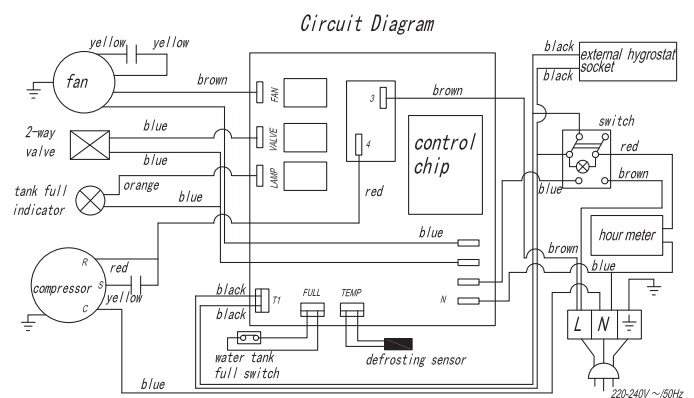 Circuit Diagram
yellow
yellow
fan
brown
FAN
2-way
valve
blue
VALVE
blue
LAMP
orange
tank full
indicator
blue
3
4
red
brown
control
chip
black
external hygrostat
socket
black
switch
red
brown
blue
hour meter
brown
blue
R
S
C
compressor
red
yellow
blue
N
black
T1
black
FULL
TEMP
water tank
full switch
defrosting sensor
blue
L
N
220-240V ~/50Hz